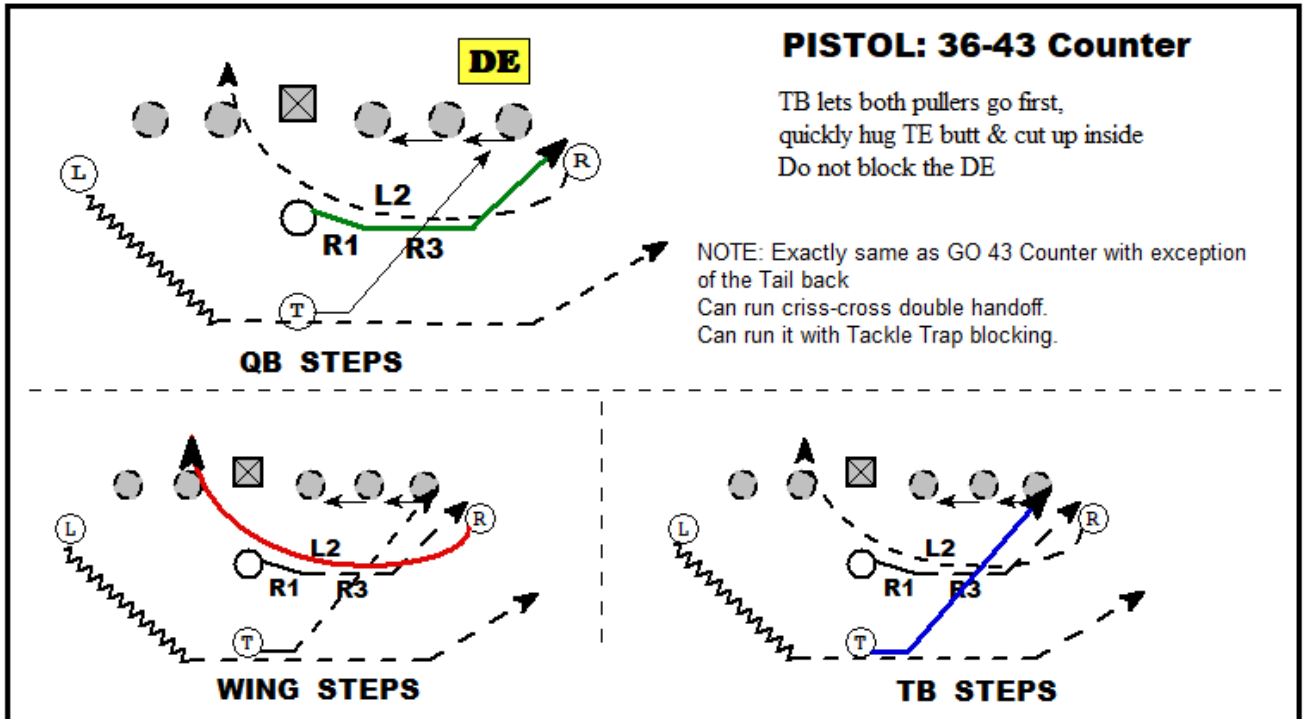 DE
PISTOL: 36-43 Counter
TB lets both pullers go first,
quickly hug TE butt & cut up inside
Do not block the DE
L
R
L2
R1
R3
T
NOTE: Exactly same as GO 43 Counter with exception
of the Tail back
Can run criss-cross double handoff.
Can run it with Tackle Trap blocking.
QB STEPS
L
R
L2
R1
R3
T
WING STEPS
L
R
L2
R1
R3
T
TB STEPS